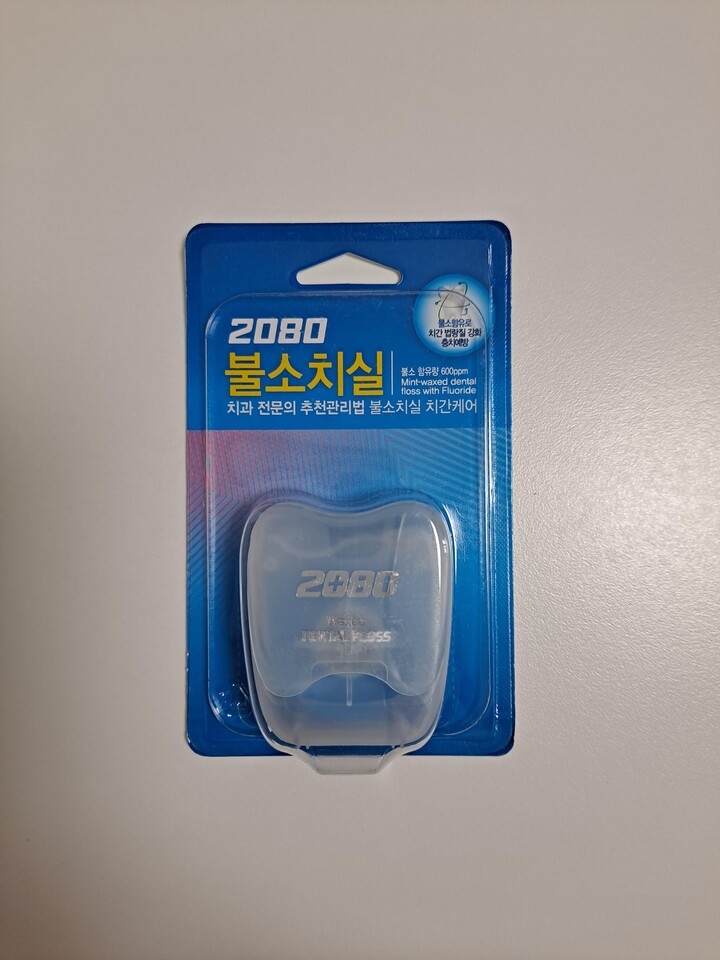 불소함유로
치간 법랑질 강화
충치예방
2080
불소치실
불소 함유량 600ppm
Mint-waxed dental
floss with Fluoride
치과 전문의 추천관리법 불소치실 치간케어
2080
DENTAL FLOSS